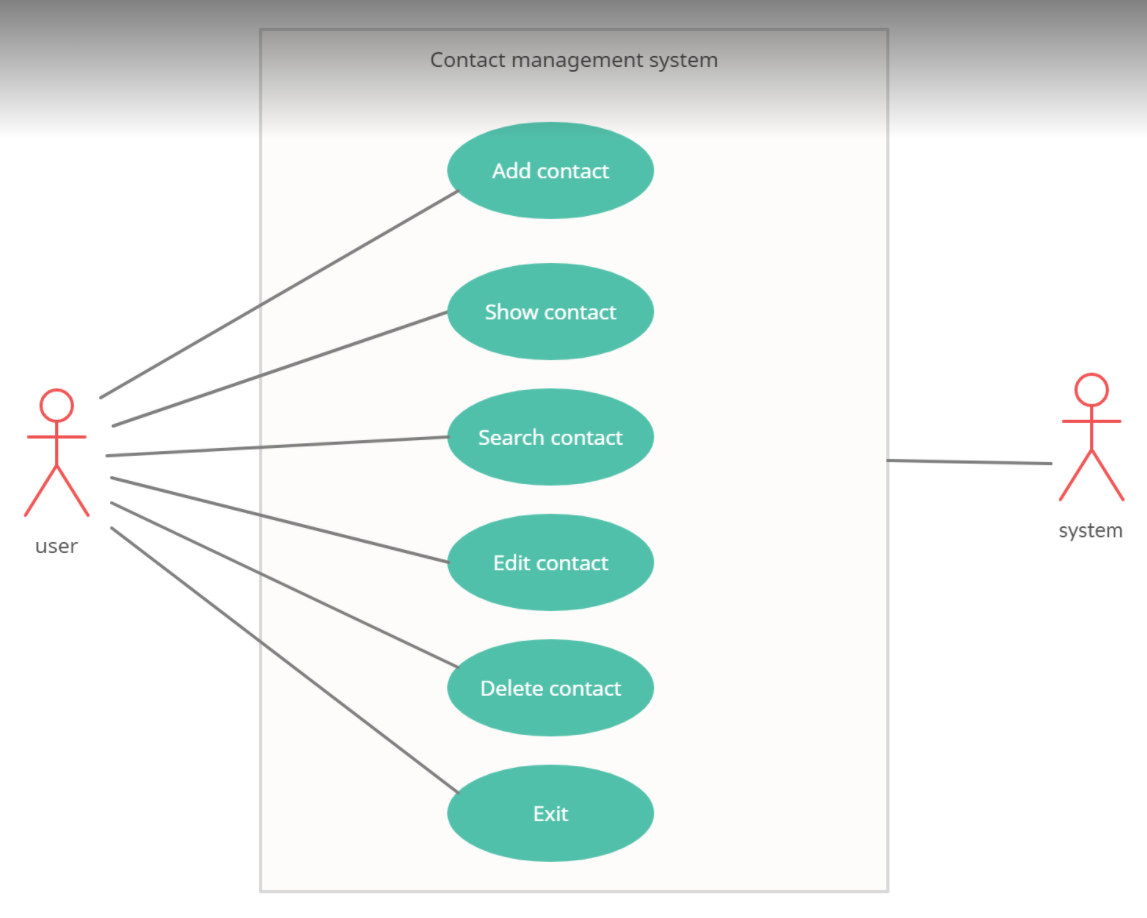 Contact management system
Add contact
Show contact
Search contact
Edit contact
Delete contact
Exit
user
system